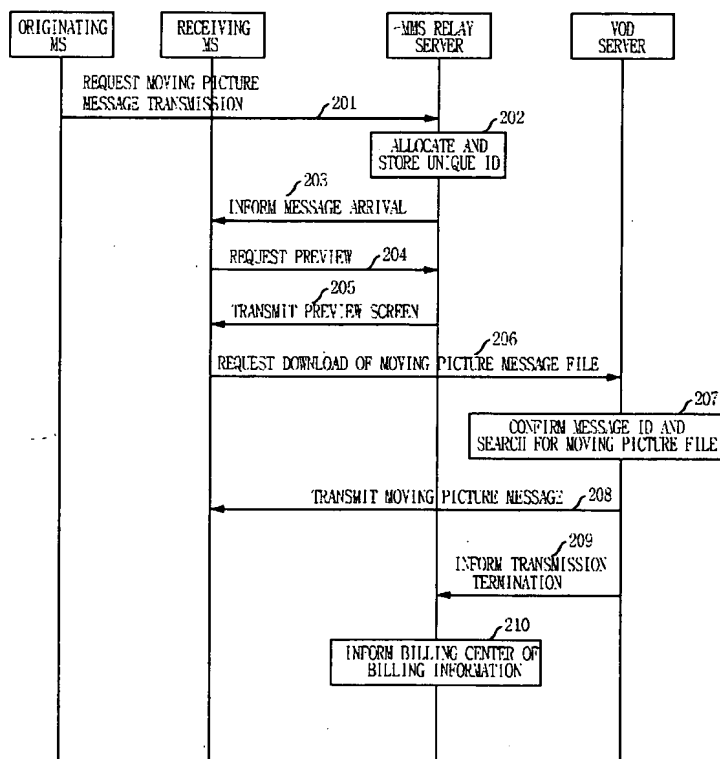 ORIGINATING
MS
RECEIVING
MS
MMS RELAY
SERVER
VOD
SERVER
REQUEST MOVING PICTURE
MESSAGE TRANSMISSION
201
202
ALLOCATE AND
STORE UNIQUE ID
203
INFORM MESSAGE ARRIVAL
REQUEST PREVIEW
204
205
TRANSMIT PREVIEW SCREEN
206
REQUEST DOWNLOAD OF MOVING PICTURE MESSAGE FILE
207
CONFIRM MESSAGE ID AND
SEARCH FOR MOVING PICTURE FILE
TRANSMIT MOVING PICTURE MESSAGE
208
209
INFORM TRANSMISSION
TERMINATION
210
INFORM BILLING CENTER OF
BILLING INFORMATION